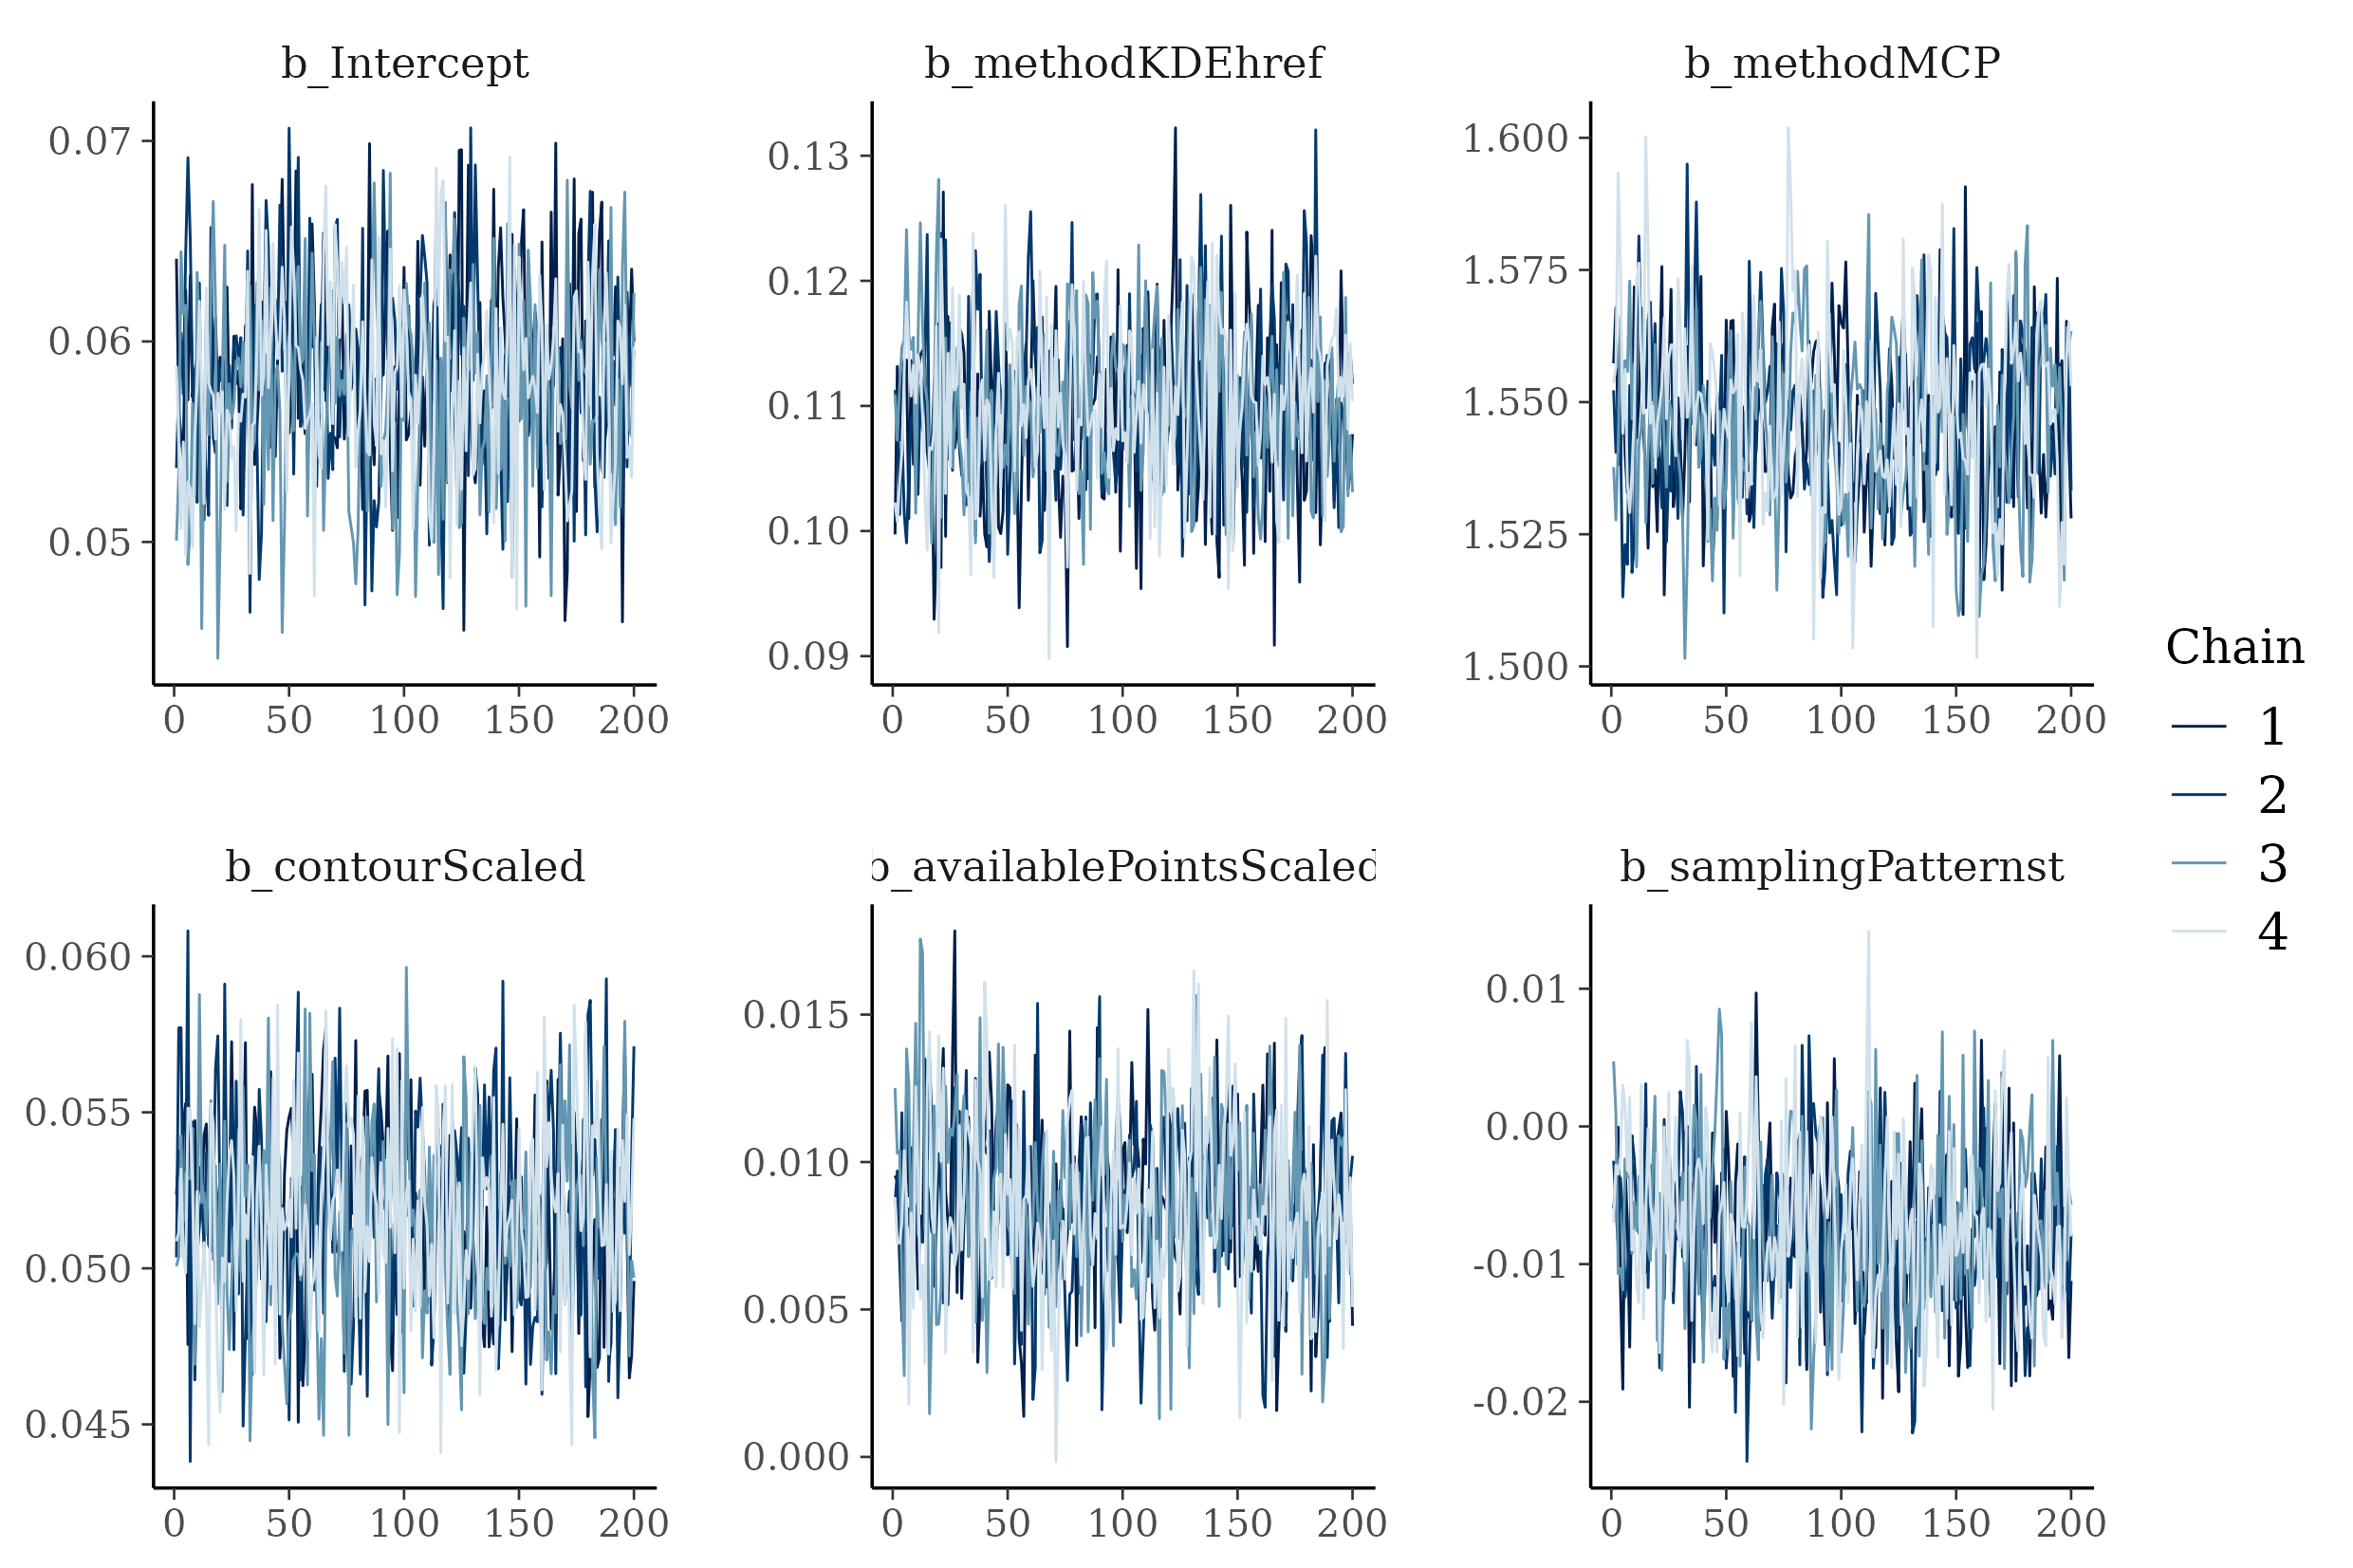 b_Intercept
0.07
0.06
0.05
0 50 100 150 200
b_methodKDEhref
0.13
0.12
0.11
0.10
0.09
0 50 100 150 200
b_methodMCP
1.600
1.575
1.550
1.525
1.500
0 50 100 150 200
b_contourScaled
0.060
0.055
0.050
0.045
0 50 100 150 200
b_availablePointsScaled
0.015
0.010
0.005
0.000
0 50 100 150 200
b_samplingPatternst
0.01
0.00
-0.01
-0.02
0 50 100 150 200
Chain
1
2
3
4